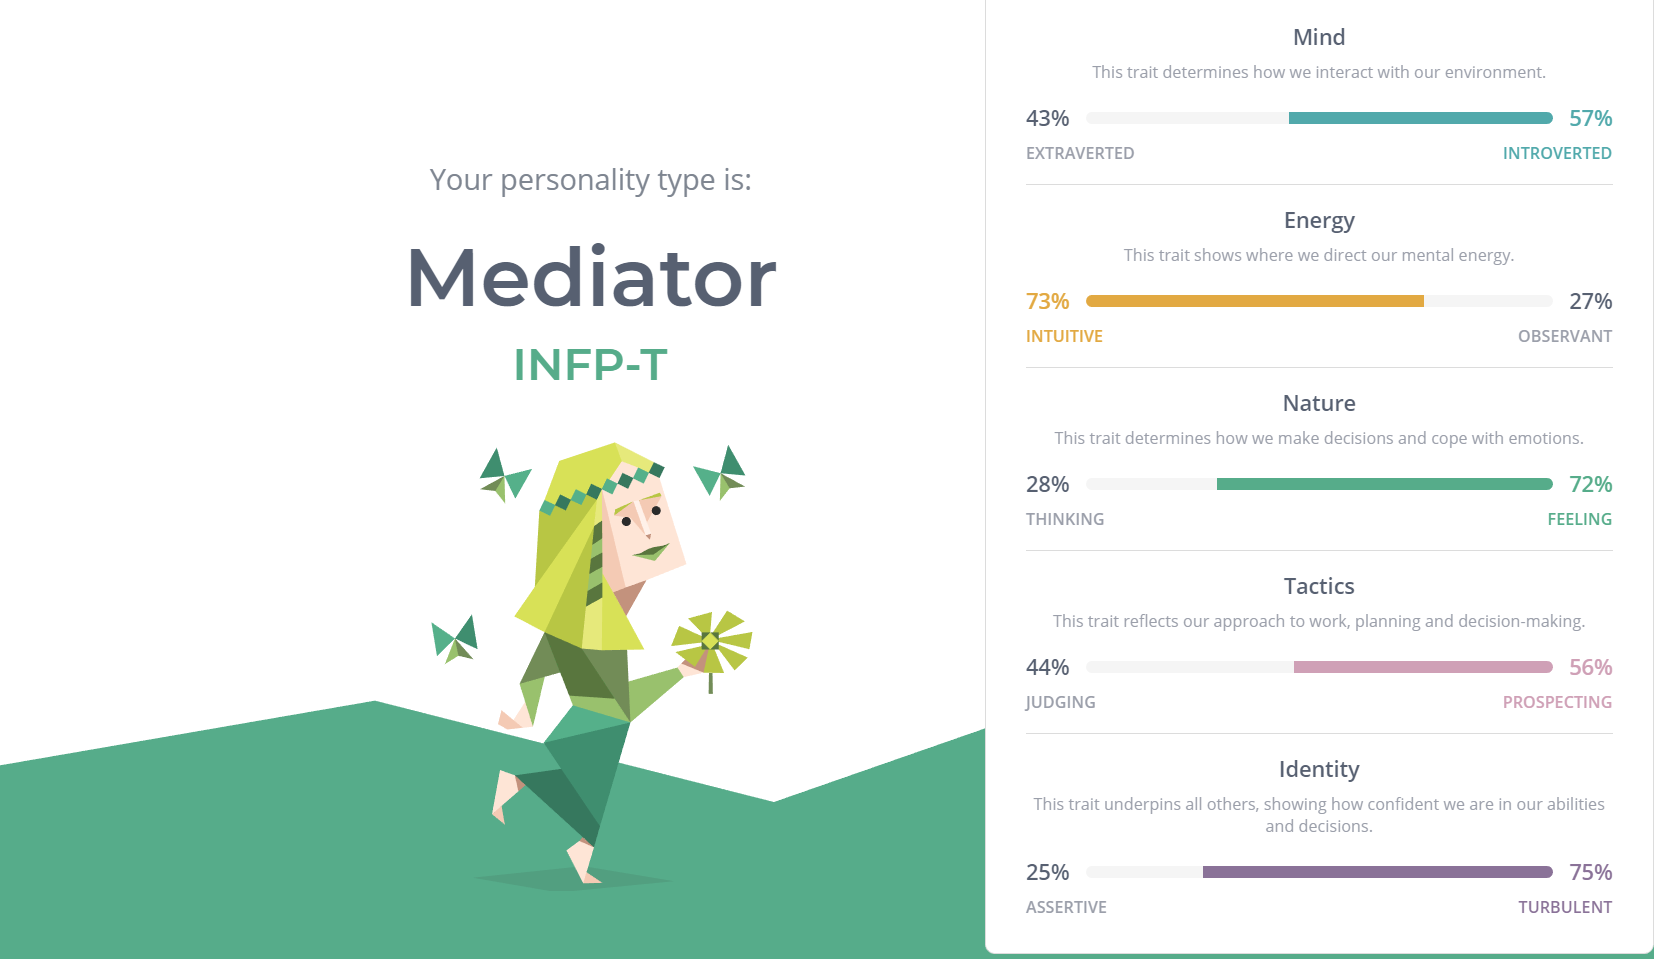 Your personality type is:
Mediator
INFP-T
Mind
This trait determines how we interact with our environment.
43% 57%
EXTRAVERTED INTROVERTED
Energy
This trait shows where we direct our mental energy.
73% 27%
INTUITIVE OBSERVANT
Nature
This trait determines how we make decisions and cope with emotions.
28% 72%
THINKING FEELING
Tactics
This trait reflects our approach to work, planning and decision-making.
44% 56%
JUDGING PROSPECTING
Identity
This trait underpins all others, showing how confident we are in our abilities
and decisions.
25% 75%
ASSERTIVE TURBULENT